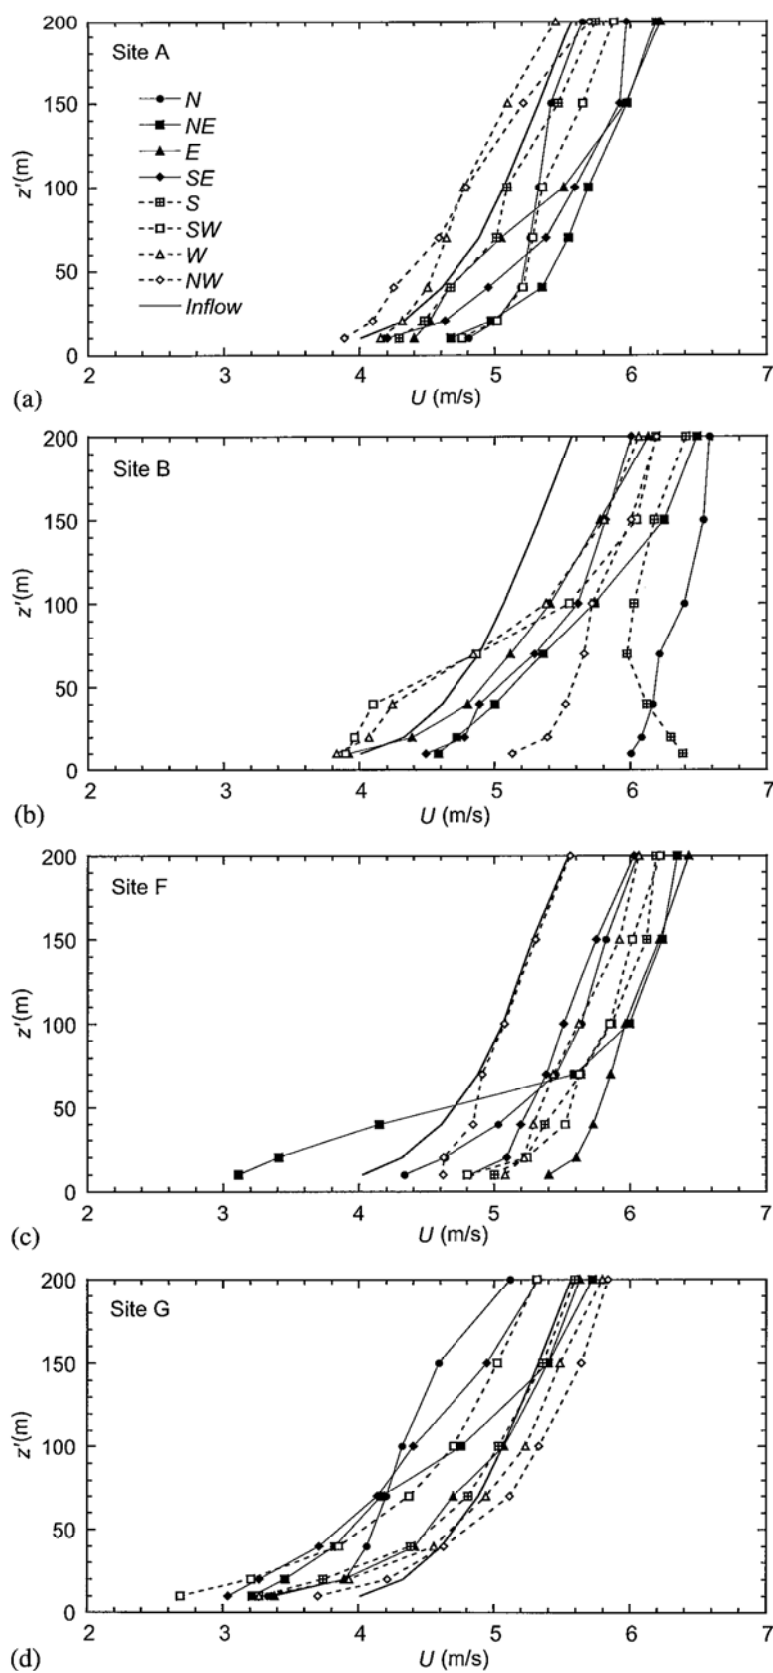 200
Site A
150
N
NE
E
SE
100
S
SW
W
50
NW
Inflow
0
z'(m)
2 3 4 5 6 7
(a)
U (m/s)
200
Site B
150
100
50
0
z'(m)
2 3 4 5 6 7
(b)
U (m/s)
200
Site F
150
100
50
0
z'(m)
2 3 4 5 6 7
(c)
U (m/s)
200
Site G
150
100
50
0
z'(m)
2 3 4 5 6 7
(d)
U (m/s)